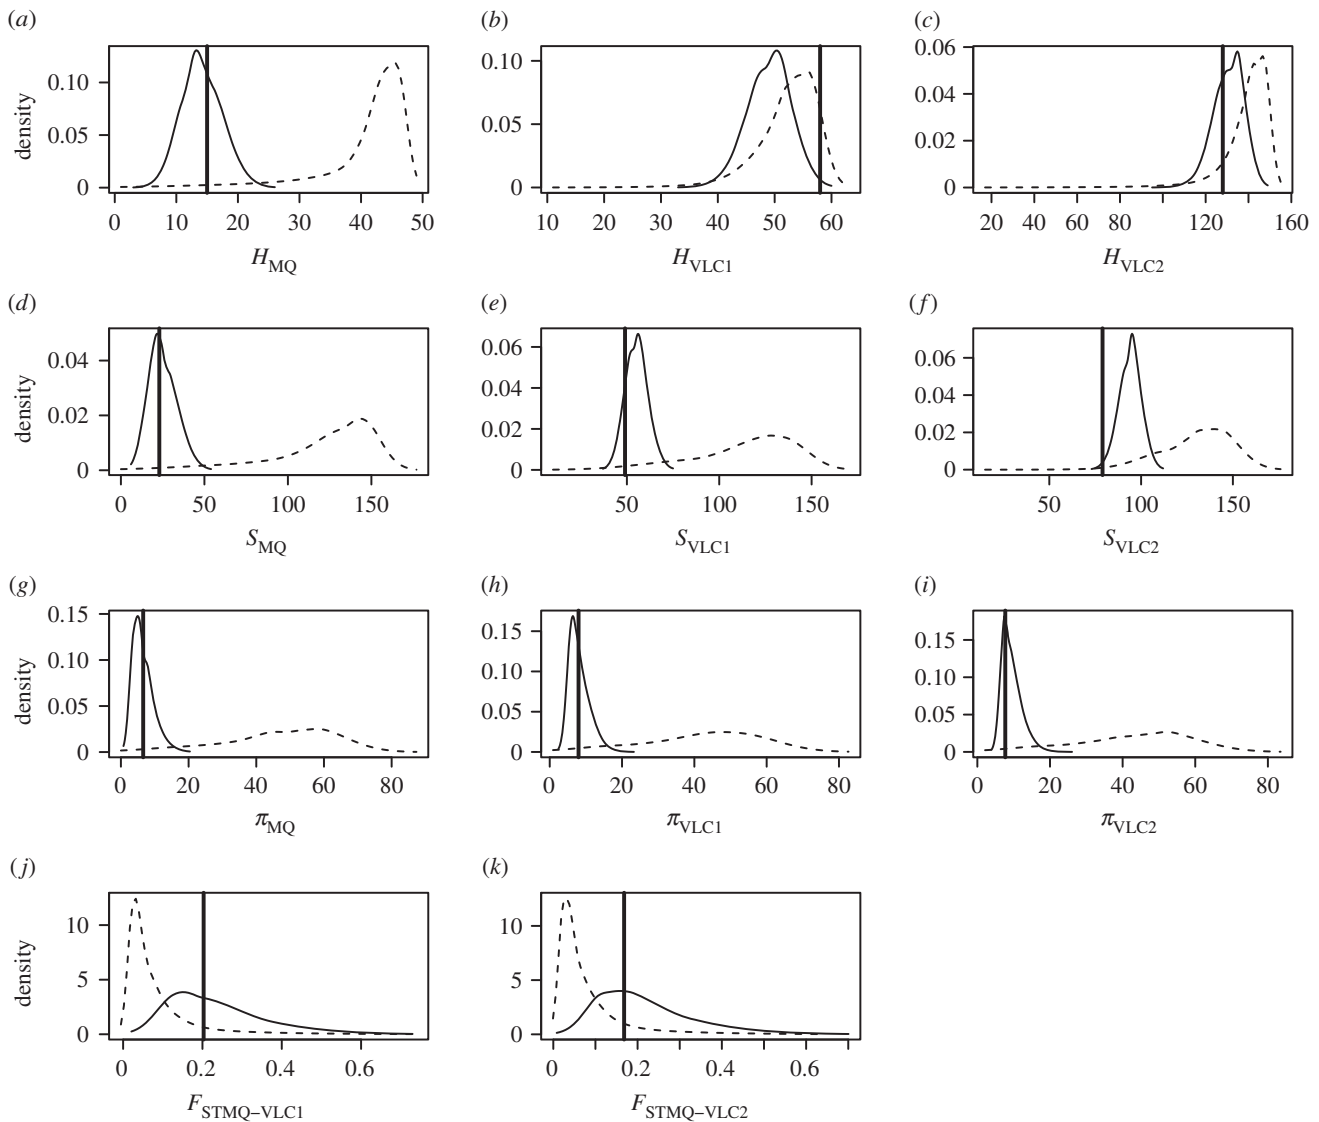 (a) (b) (c)
density
0.10
0.05
0
0 10 20 30 40 50
H_MQ
0.10
0.05
0
10 20 30 40 50 60
H_VLC1
0.06
0.04
0.02
0
20 40 60 80 100 120 140 160
H_VLC2
(d) (e) (f)
density
0.04
0.02
0
0 50 100 150
S_MQ
0.06
0.04
0.02
0
50 100 150
S_VLC1
0.06
0.04
0.02
0
50 100 150
S_VLC2
(g) (h) (i)
density
0.15
0.10
0.05
0
0 20 40 60 80
π_MQ
0.15
0.10
0.05
0
0 20 40 60 80
π_VLC1
0.15
0.10
0.05
0
0 20 40 60 80
π_VLC2
(j) (k)
density
10
5
0
0 0.2 0.4 0.6
F_STMQ–VLC1
10
5
0
0 0.2 0.4 0.6
F_STMQ–VLC2